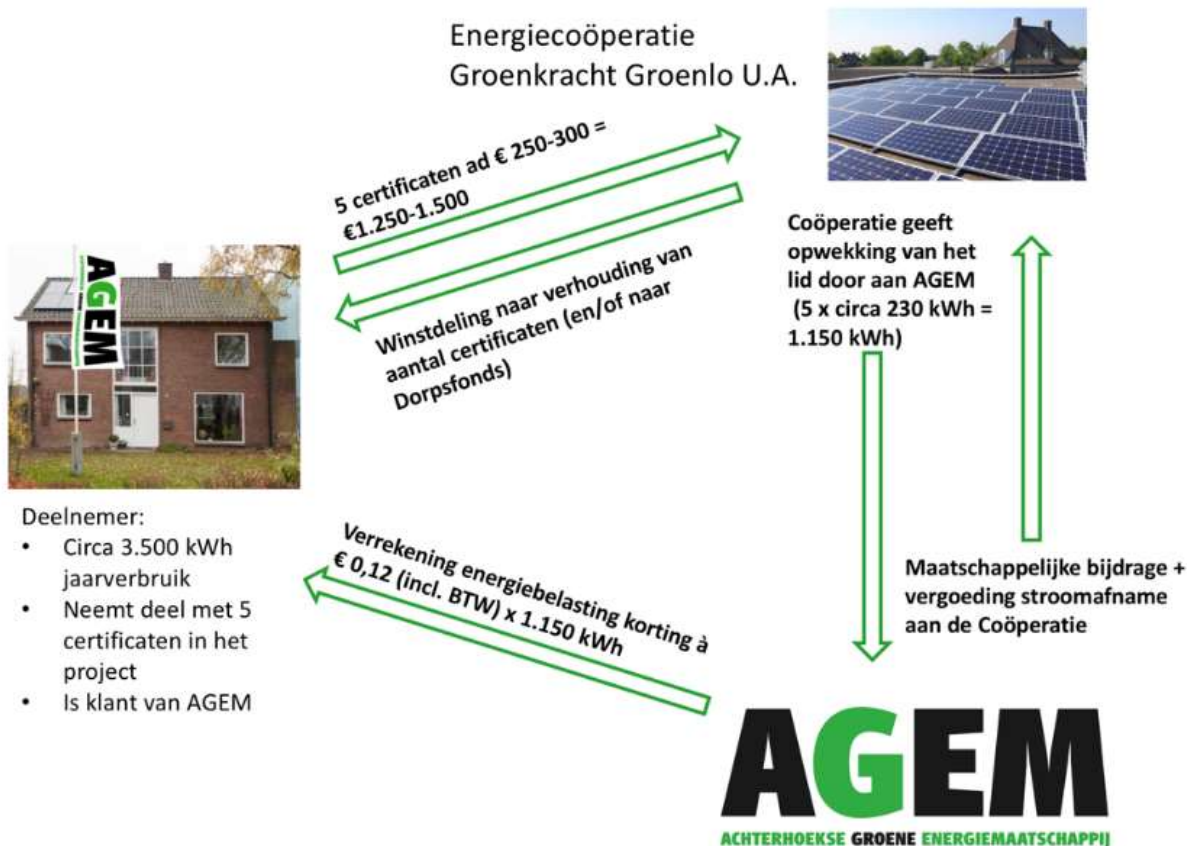 Energiecoöperatie
Groenkracht Groenlo U.A.
5 certificaten ad € 250-300 =
€1.250-1.500
Winstdeling naar verhouding van
aantal certificaten (en/of naar
Dorpsfonds)
Coöperatie geeft
opwekking van het
lid door aan AGEM
(5 x circa 230 kWh =
1.150 kWh)
AGEM
Deelnemer:
• Circa 3.500 kWh
jaarverbruik
• Neemt deel met 5
certificaten in het
project
• Is klant van AGEM
Verrekening energiebelasting korting à
€ 0,12 (incl. BTW) x 1.150 kWh
Maatschappelijke bijdrage +
vergoeding stroomafname
aan de Coöperatie
AGEM
ACHTERHOEKSE GROENE ENERGIEMAATSCHAPPIJ